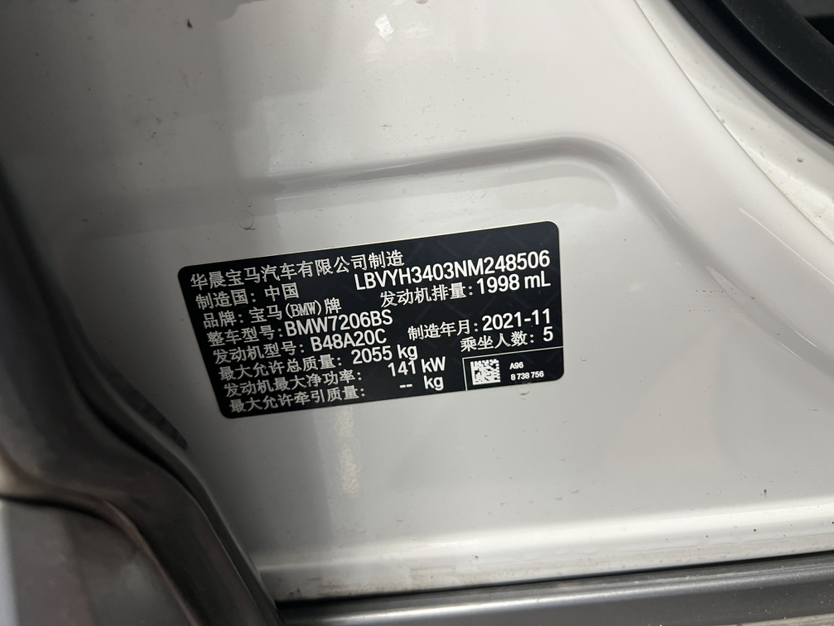 华晨宝马汽车有限公司制造
制造国: 中国 LBVYH3403NM248506
品牌: 宝马(BMW)牌 发动机排量: 1998 mL
整车型号: BMW7206BS
发动机型号: B48A20C 制造年月: 2021-11
最大允许总质量: 2055 kg 乘坐人数: 5
发动机最大净功率: 141 kW
最大允许牵引质量: -- kg
A96
8 738 756